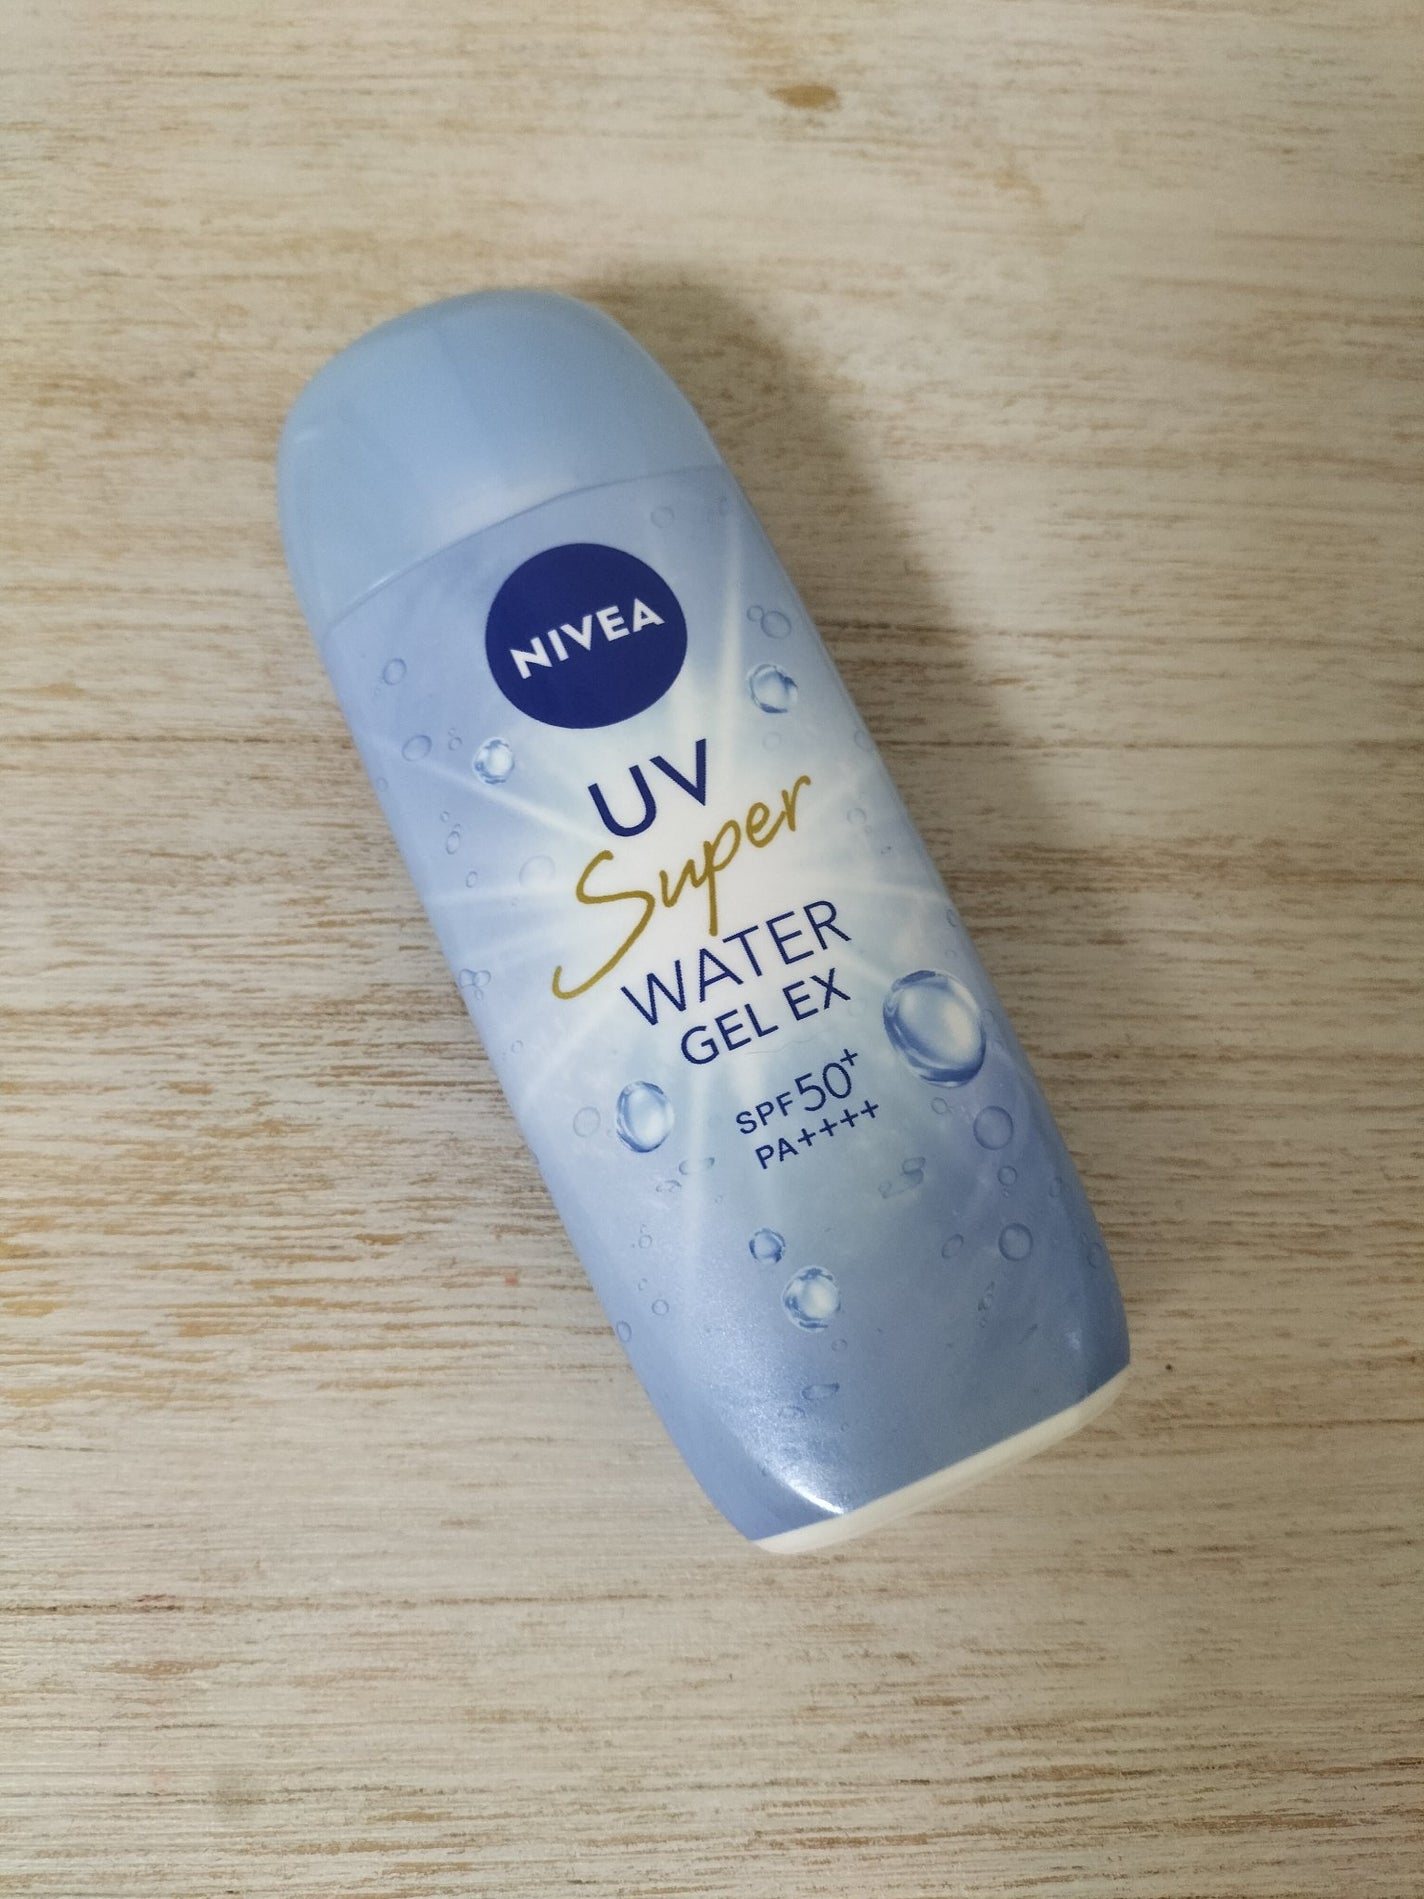 NIVEA
UV
Super
WATER
GEL EX
SPF50+
PA++++